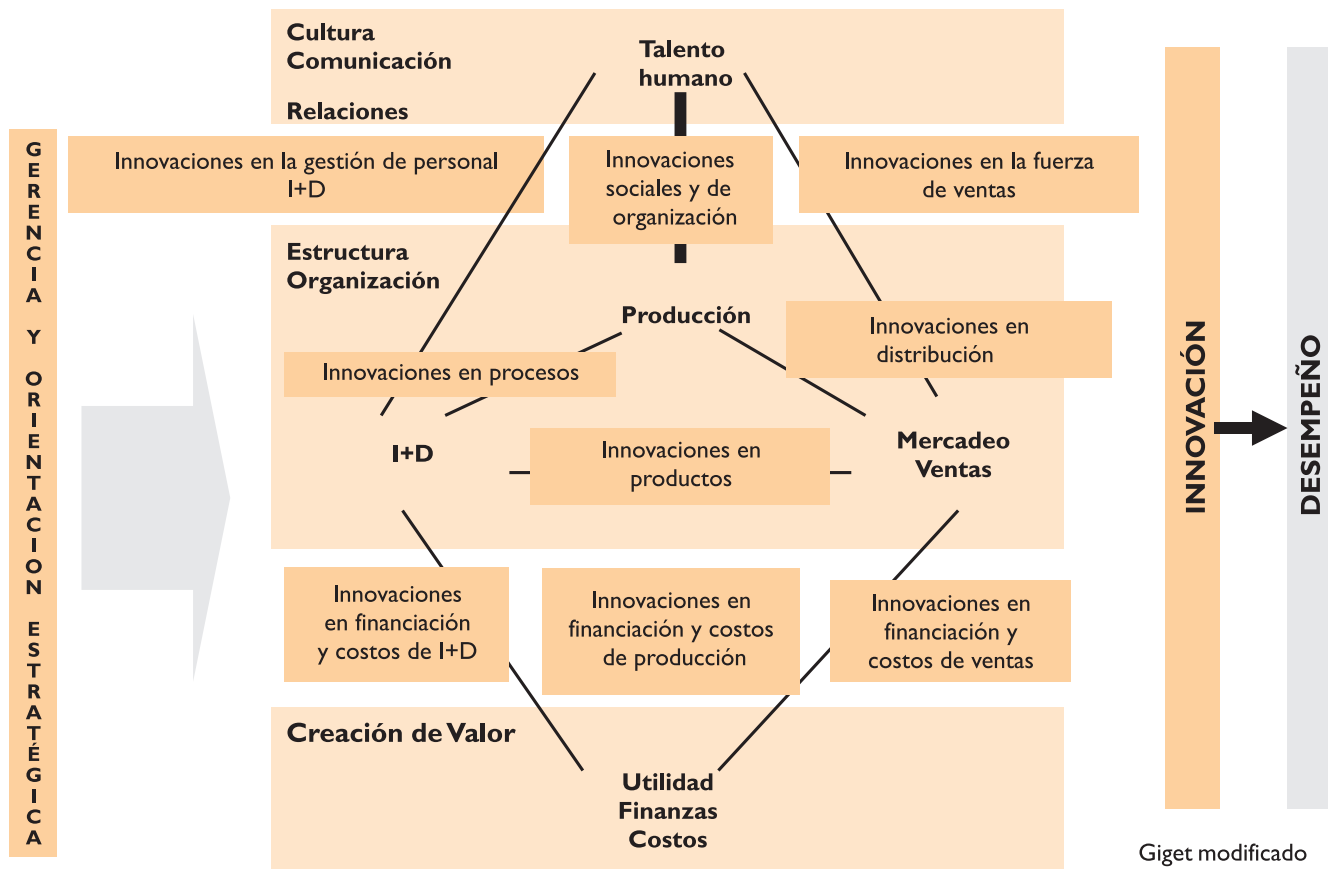 GERENCIA Y ORIENTACION ESTRATÉGICA
Cultura
Comunicación
Relaciones
Talento
humano
Innovaciones en la gestión de personal
I+D
Innovaciones
sociales y de
organización
Innovaciones en la fuerza
de ventas
Estructura
Organización
Producción
Innovaciones en procesos
Innovaciones en
distribución
I+D
Innovaciones en
productos
Mercadeo
Ventas
Innovaciones
en financiación
y costos de I+D
Innovaciones en
financiación y costos
de producción
Innovaciones en
financiación y
costos de ventas
Creación de Valor
Utilidad
Finanzas
Costos
INNOVACIÓN
DESEMPEÑO
Giget modificado